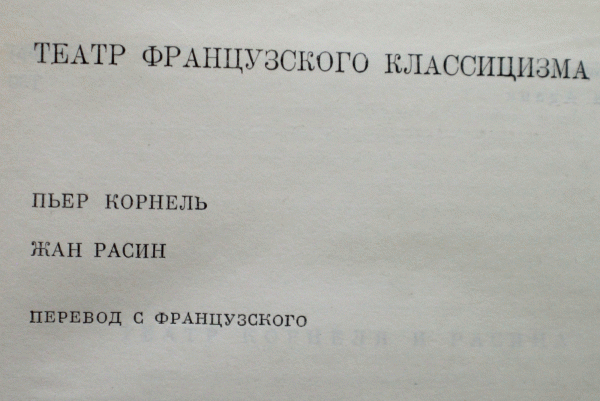 ТЕАТР ФРАНЦУЗСКОГО КЛАССИЦИЗМА
ПЬЕР КОРНЕЛЬ
ЖАН РАСИН
ПЕРЕВОД С ФРАНЦУЗСКОГО